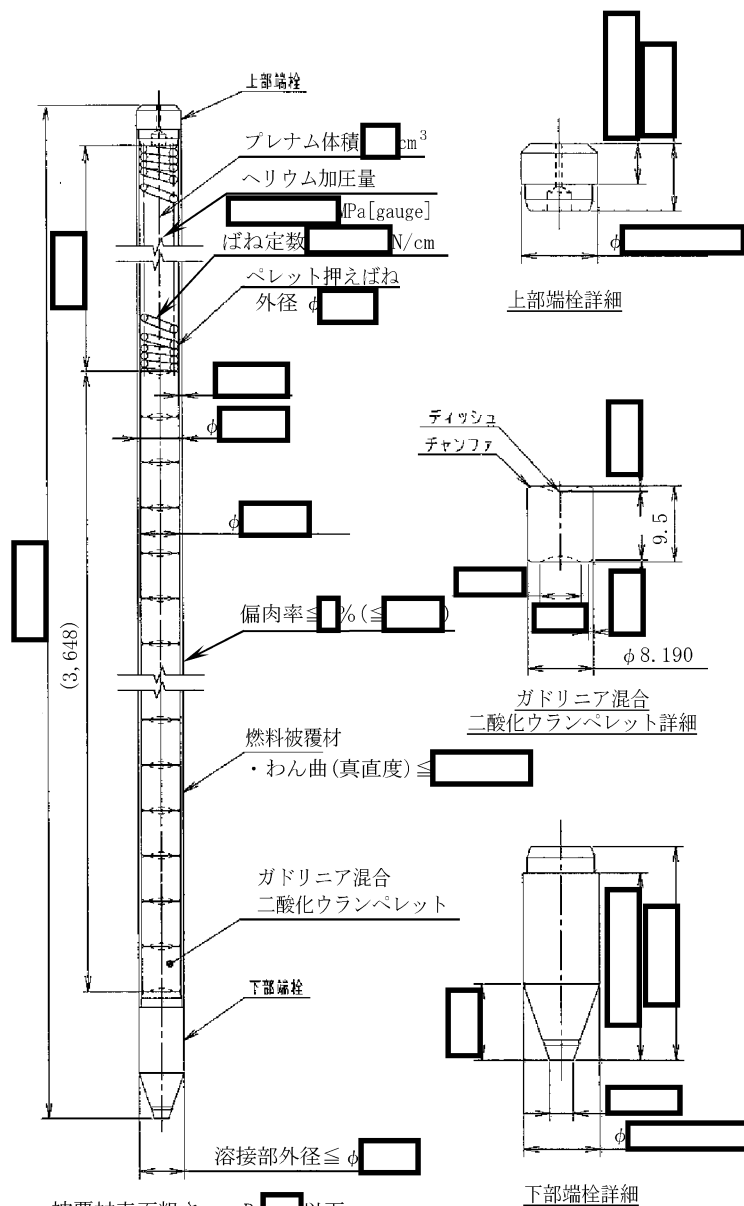 上部端栓
プレナム体積 cm³
ヘリウム加圧量
MPa[gauge]
ばね定数 N/cm
ペレット押えばね
外径 φ
φ
上部端栓詳細
φ
φ
(3,648)
偏肉率≦ %(≦ )
ディッシュ
チャンファ
9.5
φ8.190
ガドリニア混合
二酸化ウランペレット詳細
燃料被覆材
・わん曲(真直度)≦
ガドリニア混合
二酸化ウランペレット
下部端栓
溶接部外径≦ φ
φ
下部端栓詳細